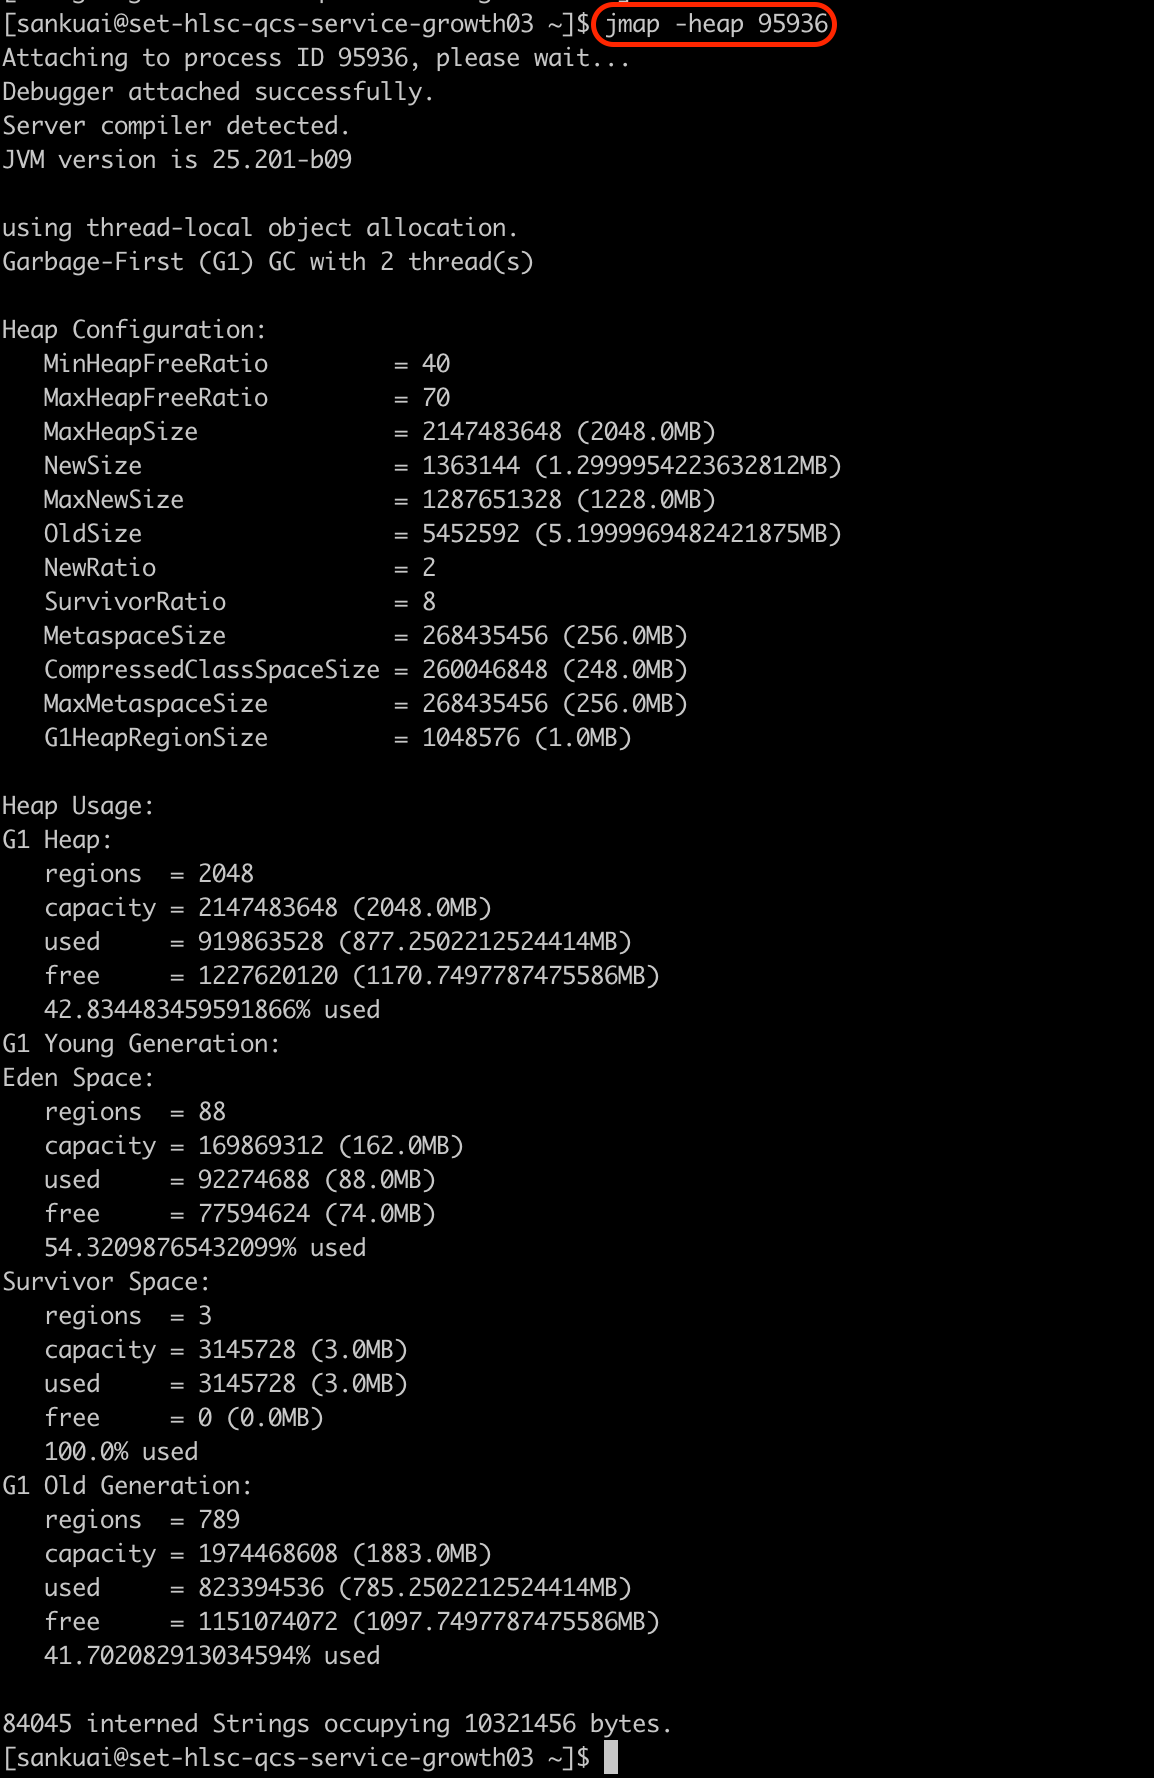 [sankuai@set-hlsc-qcs-service-growth03 ~]$ jmap -heap 95936
Attaching to process ID 95936, please wait...
Debugger attached successfully.
Server compiler detected.
JVM version is 25.201-b09
using thread-local object allocation.
Garbage-First (G1) GC with 2 thread(s)
Heap Configuration:
   MinHeapFreeRatio         = 40
   MaxHeapFreeRatio         = 70
   MaxHeapSize              = 2147483648 (2048.0MB)
   NewSize                  = 1363144 (1.2999954223632812MB)
   MaxNewSize               = 1287651328 (1228.0MB)
   OldSize                  = 5452592 (5.1999969482421875MB)
   NewRatio                 = 2
   SurvivorRatio            = 8
   MetaspaceSize            = 268435456 (256.0MB)
   CompressedClassSpaceSize = 260046848 (248.0MB)
   MaxMetaspaceSize         = 268435456 (256.0MB)
   G1HeapRegionSize         = 1048576 (1.0MB)
Heap Usage:
G1 Heap:
   regions  = 2048
   capacity = 2147483648 (2048.0MB)
   used     = 919863528 (877.2502212524414MB)
   free     = 1227620120 (1170.7497787475586MB)
   42.834483459591866% used
G1 Young Generation:
Eden Space:
   regions  = 88
   capacity = 169869312 (162.0MB)
   used     = 92274688 (88.0MB)
   free     = 77594624 (74.0MB)
   54.32098765432099% used
Survivor Space:
   regions  = 3
   capacity = 3145728 (3.0MB)
   used     = 3145728 (3.0MB)
   free     = 0 (0.0MB)
   100.0% used
G1 Old Generation:
   regions  = 789
   capacity = 1974468608 (1883.0MB)
   used     = 823394536 (785.2502212524414MB)
   free     = 1151074072 (1097.7497787475586MB)
   41.702082913034594% used
84045 interned Strings occupying 10321456 bytes.
[sankuai@set-hlsc-qcs-service-growth03 ~]$